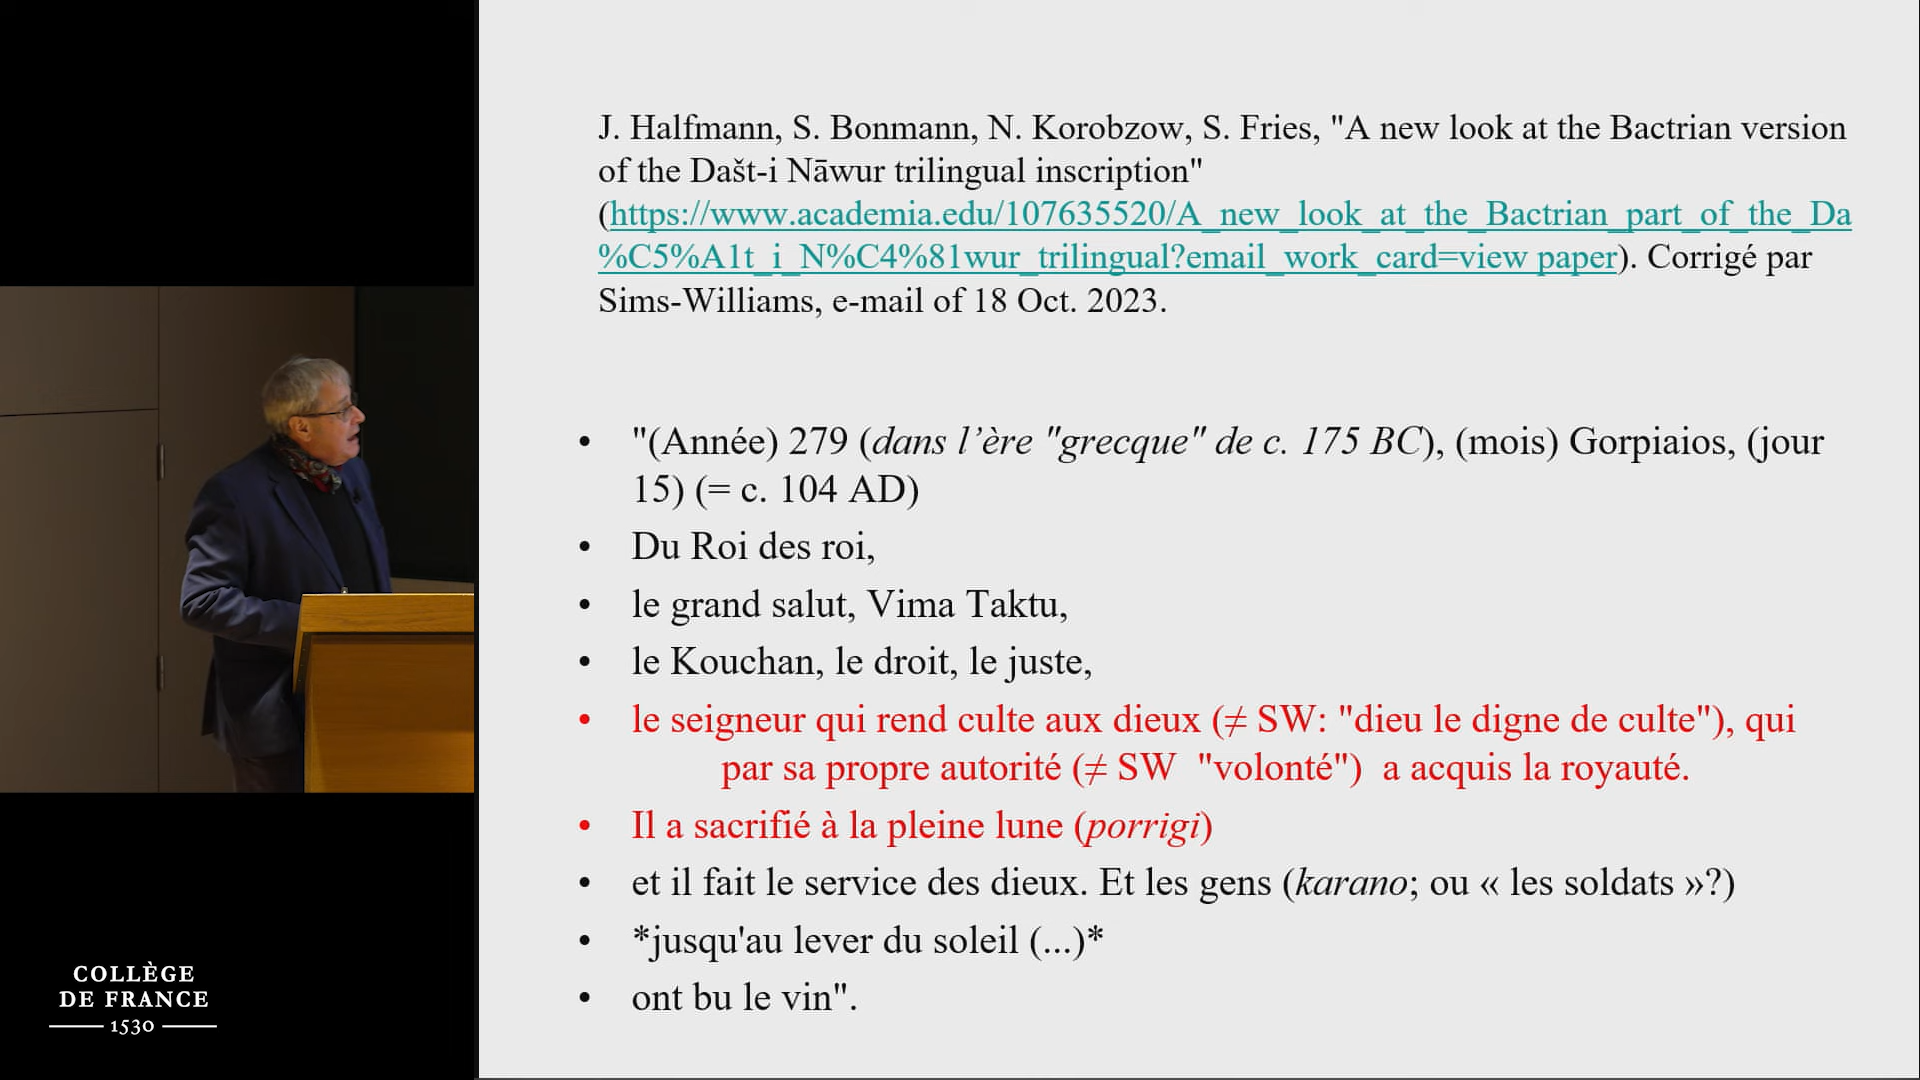 J. Halfmann, S. Bonmann, N. Korobzow, S. Fries, "A new look at the Bactrian version
of the Dašt-i Nāwur trilingual inscription"
(https://www.academia.edu/107635520/A_new_look_at_the_Bactrian_part_of_the_Da
%C5%A1t_i_N%C4%81wur_trilingual?email_work_card=view paper). Corrigé par
Sims-Williams, e-mail of 18 Oct. 2023.
• "(Année) 279 (dans l’ère "grecque" de c. 175 BC), (mois) Gorpiaios, (jour
15) (= c. 104 AD)
• Du Roi des roi,
• le grand salut, Vima Taktu,
• le Kouchan, le droit, le juste,
• le seigneur qui rend culte aux dieux (≠ SW: "dieu le digne de culte"), qui
par sa propre autorité (≠ SW "volonté") a acquis la royauté.
• Il a sacrifié à la pleine lune (porrigi)
• et il fait le service des dieux. Et les gens (karano; ou « les soldats »?)
• *jusqu'au lever du soleil (...)*
• ont bu le vin".
COLLÈGE
DE FRANCE
1530